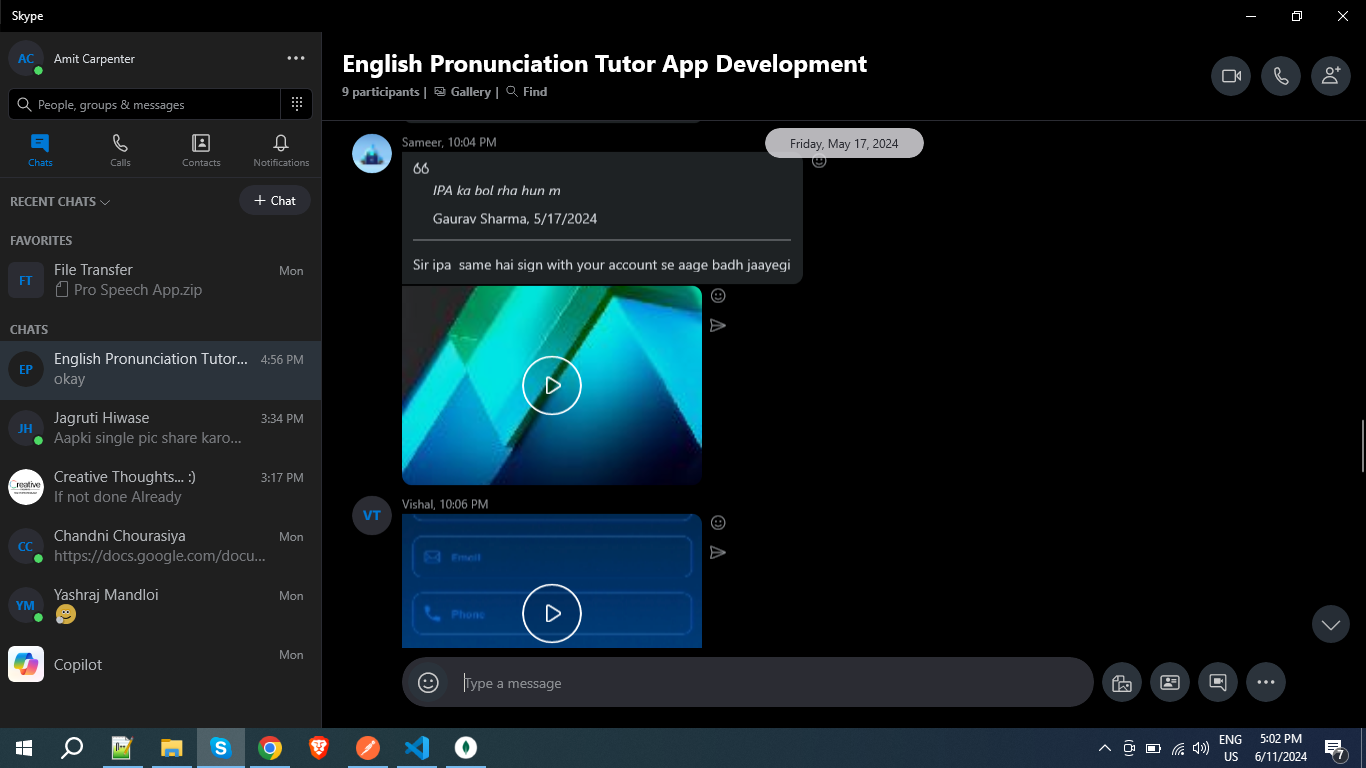 Skype
AC
Amit Carpenter
People, groups & messages
Chats
Calls
Contacts
Notifications
RECENT CHATS
+ Chat
FAVORITES
FT
File Transfer
Mon
Pro Speech App.zip
CHATS
EP
English Pronunciation Tutor...
4:56 PM
okay
JH
Jagruti Hiwase
3:34 PM
Aapki single pic share karo...
Creative
Creative Thoughts... :)
3:17 PM
If not done Already
CC
Chandni Chourasiya
Mon
https://docs.google.com/docu...
YM
Yashraj Mandloi
Mon
Copilot
Mon
English Pronunciation Tutor App Development
9 participants | Gallery | Find
Friday, May 17, 2024
Sameer, 10:04 PM
IPA ka bol rha hun m
Gaurav Sharma, 5/17/2024
Sir ipa same hai sign with your account se aage badh jaayegi
VT
Vishal, 10:06 PM
Email
Phone
Type a message
ENG
US
5:02 PM
6/11/2024
7